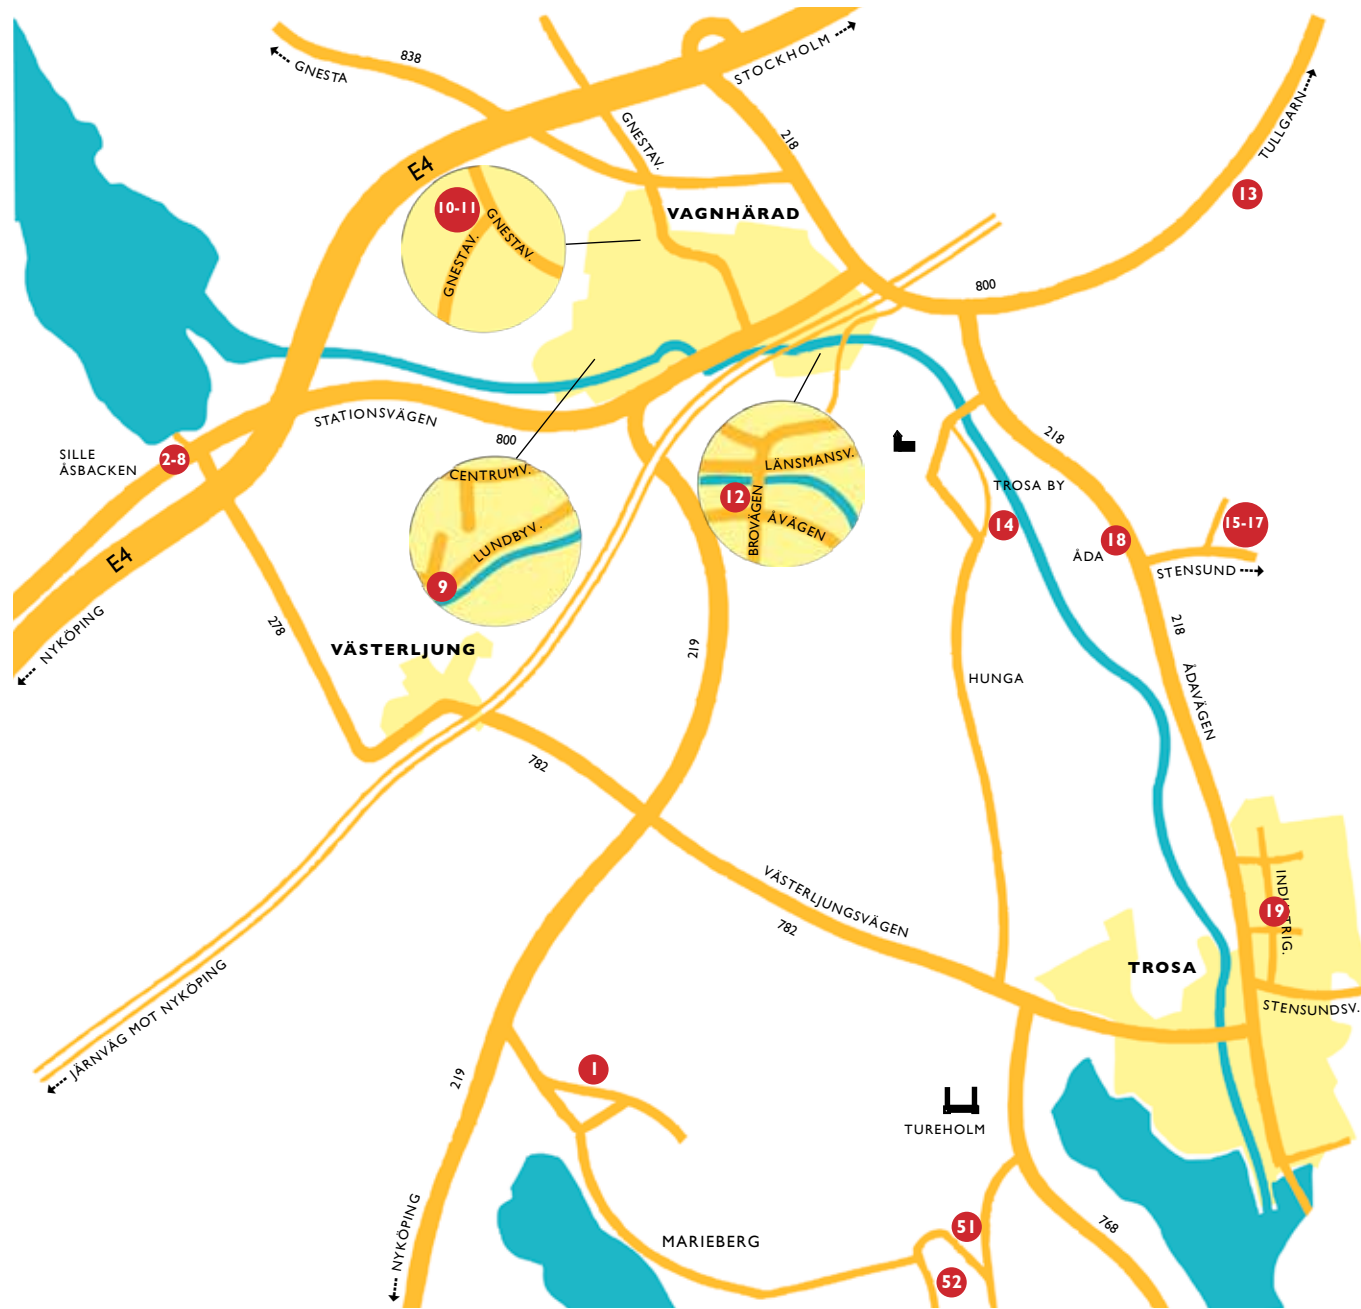 STOCKHOLM
838
GNESTA
GNESTAV.
218
TULLGARN
E4
13
10-11
GNESTAV.
GNESTAV.
VAGNHÄRAD
800
STATIONSVÄGEN
800
SILLE
ÅSBACKEN
2-8
CENTRUMV.
LUNDBYV.
9
LÄNSMANSV.
12
BROVÄGEN
ÅVÄGEN
218
TROSA BY
14
18
15-17
ÅDA
STENSUND
E4
NYKÖPING
278
VÄSTERLJUNG
219
218
ÅDAVÄGEN
HUNGA
782
VÄSTERLJUNGSVÄGEN
782
INDUSTRIG.
19
TROSA
STENSUNDSV.
JÄRNVÄG MOT NYKÖPING
219
1
TUREHOLM
NYKÖPING
MARIEBERG
51
52
768